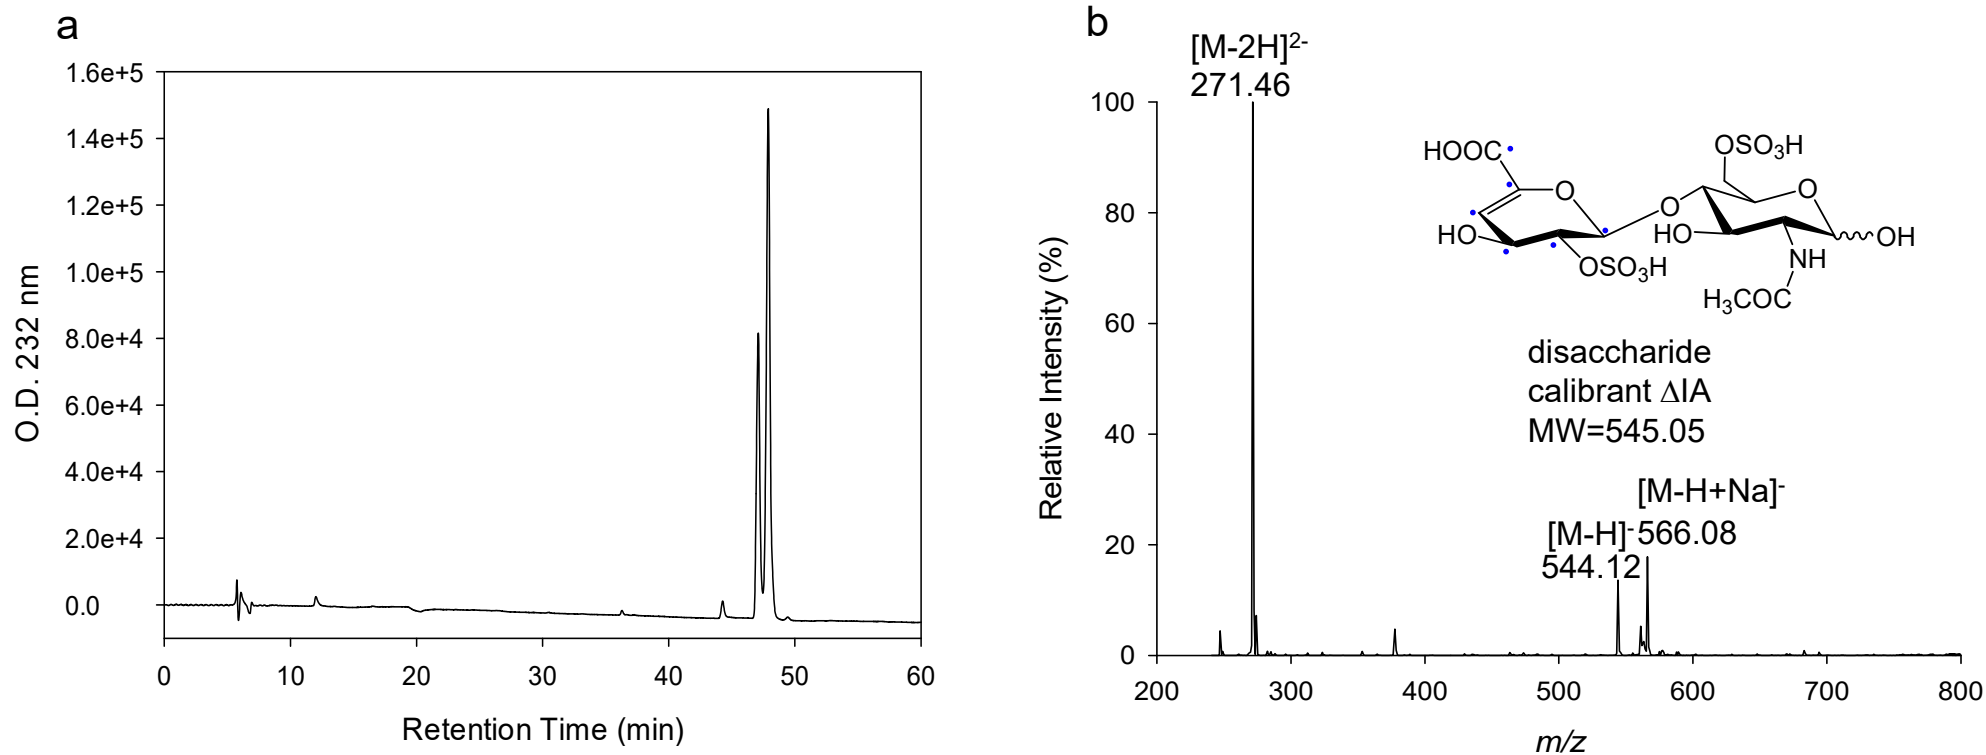 a
1.6e+5
1.4e+5
1.2e+5
1.0e+5
8.0e+4
6.0e+4
4.0e+4
2.0e+4
0.0
O.D. 232 nm
0 10 20 30 40 50 60
Retention Time (min)
b
[M-2H]2-
271.46
100
80
60
40
20
0
Relative Intensity (%)
HOOC
O
OSO3H
O
O
HO
HO
OH
OSO3H
NH
H3COC
disaccharide
calibrant ΔIA
MW=545.05
[M-H+Na]-
566.08
[M-H]-
544.12
200 300 400 500 600 700 800
m/z